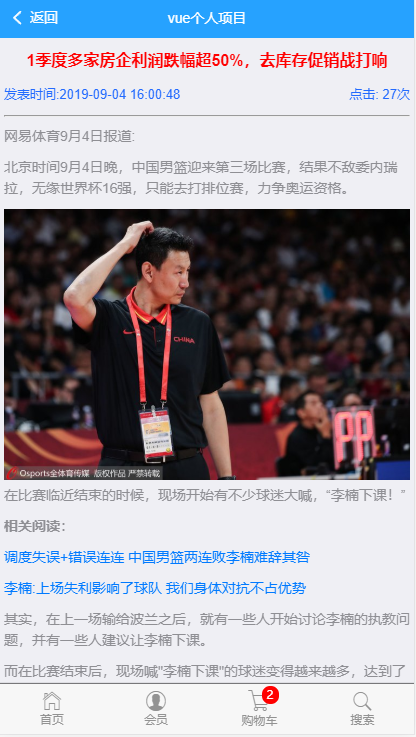 返回
vue个人项目
1季度多家房企利润跌幅超50%，去库存促销战打响
发表时间:2019-09-04 16:00:48
点击: 27次
网易体育9月4日报道:
北京时间9月4日晚，中国男篮迎来第三场比赛，结果不敌委内瑞
拉，无缘世界杯16强，只能去打排位赛，力争奥运资格。
CHINA
Osports全体育传媒 版权作品 严禁转载
在比赛临近结束的时候，现场开始有不少球迷大喊，“李楠下课！”
相关阅读：
调度失误+错误连连 中国男篮两连败李楠难辞其咎
李楠:上场失利影响了球队 我们身体对抗不占优势
其实，在上一场输给波兰之后，就有一些人开始讨论李楠的执教问
题，并有一些人建议让李楠下课。
而在比赛结束后，现场喊"李楠下课"的球迷变得越来越多，达到了
首页
会员
2
购物车
搜索